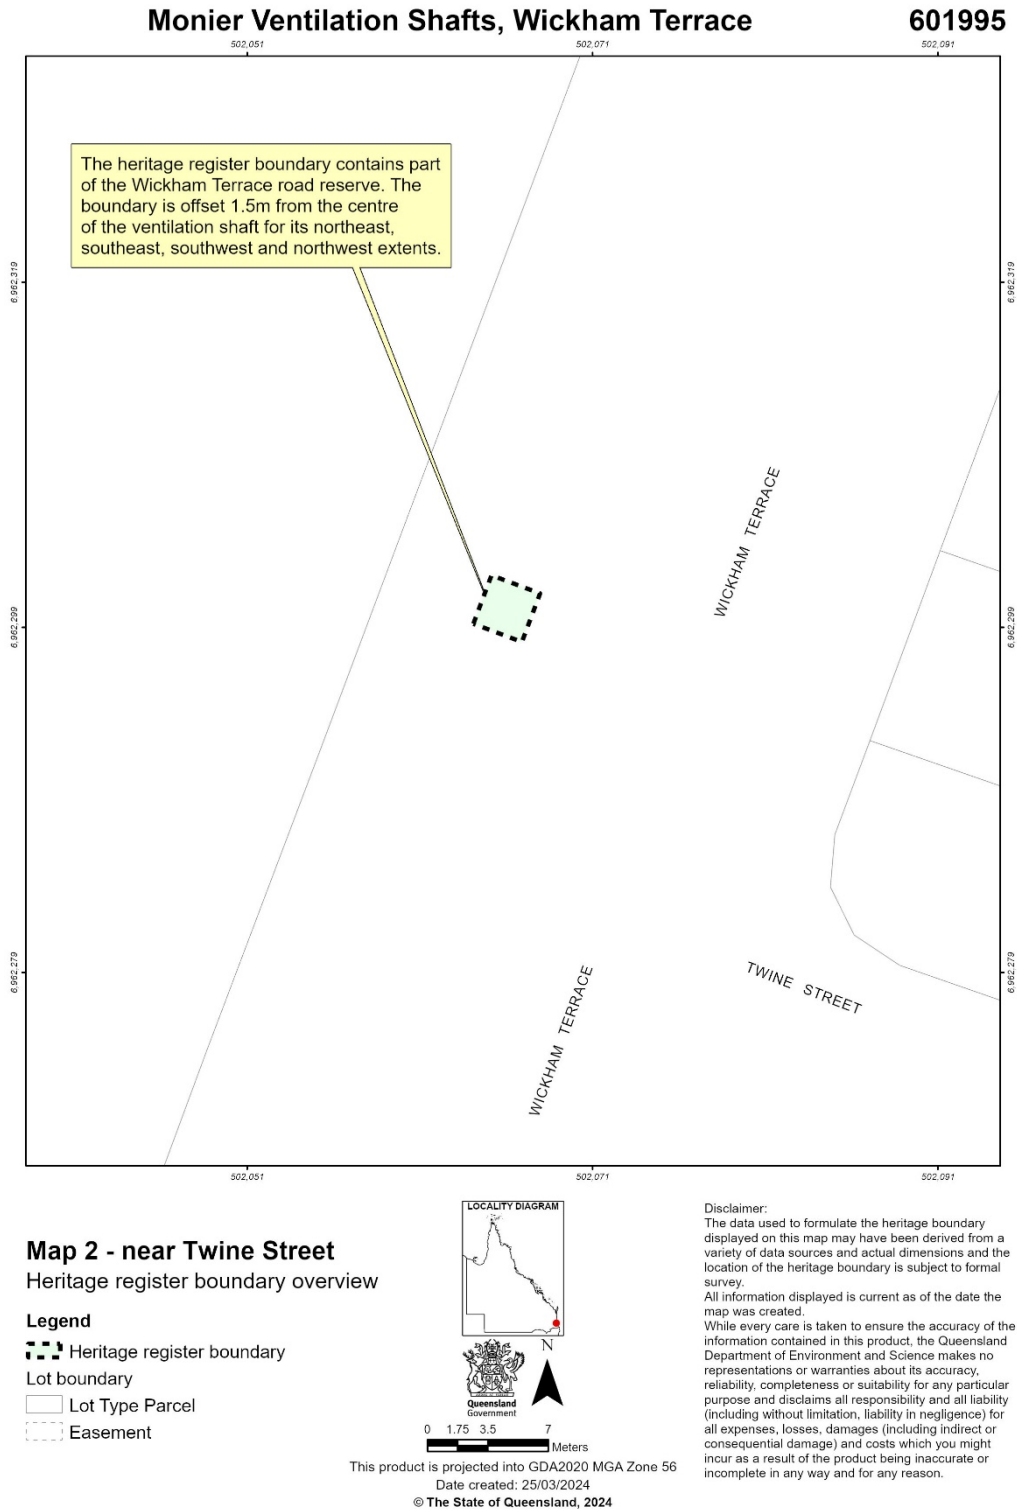 Monier Ventilation Shafts, Wickham Terrace 601995
502,051 502,071 502,091
The heritage register boundary contains part
of the Wickham Terrace road reserve. The
boundary is offset 1.5m from the centre
of the ventilation shaft for its northeast,
southeast, southwest and northwest extents.
6,962,319 6,962,319
WICKHAM TERRACE
6,962,299 6,962,299
6,962,279 6,962,279
TWINE STREET
WICKHAM TERRACE
502,051 502,071 502,091
Map 2 - near Twine Street
Heritage register boundary overview
Legend
Heritage register boundary
Lot boundary
Lot Type Parcel
Easement
LOCALITY DIAGRAM
N
Queensland
Government
0 1.75 3.5 7
Meters
This product is projected into GDA2020 MGA Zone 56
Date created: 25/03/2024
© The State of Queensland, 2024
Disclaimer:
The data used to formulate the heritage boundary
displayed on this map may have been derived from a
variety of data sources and actual dimensions and the
location of the heritage boundary is subject to formal
survey.
All information displayed is current as of the date the
map was created.
While every care is taken to ensure the accuracy of the
information contained in this product, the Queensland
Department of Environment and Science makes no
representations or warranties about its accuracy,
reliability, completeness or suitability for any particular
purpose and disclaims all responsibility and all liability
(including without limitation, liability in negligence) for
all expenses, losses, damages (including indirect or
consequential damage) and costs which you might
incur as a result of the product being inaccurate or
incomplete in any way and for any reason.